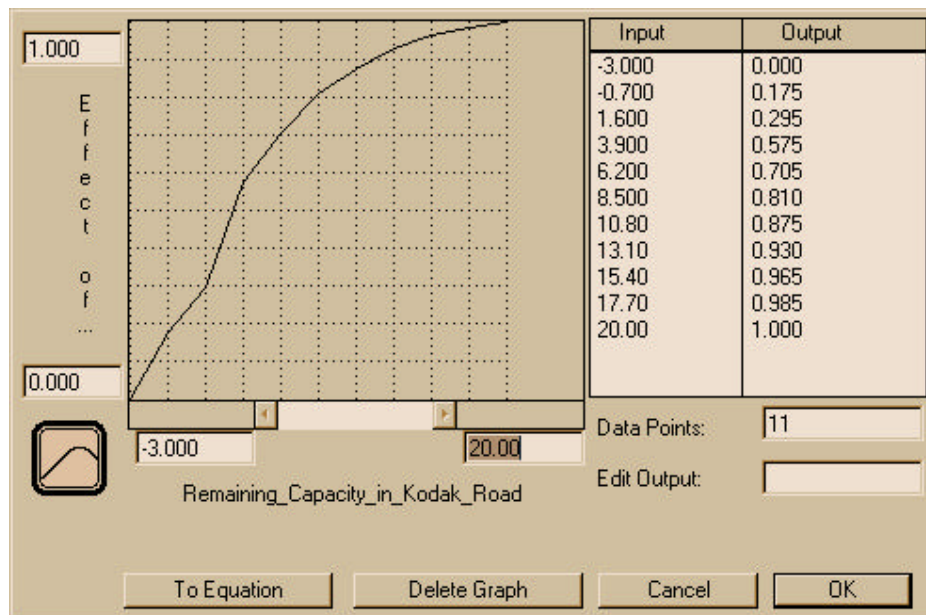 1.000
Effect of...
0.000
-3.000
20.00
Remaining_Capacity_in_Kodak_Road
Input Output
-3.000 0.000
-0.700 0.175
1.600 0.295
3.900 0.575
6.200 0.705
8.500 0.810
10.80 0.875
13.10 0.930
15.40 0.965
17.70 0.985
20.00 1.000
Data Points: 11
Edit Output:
To Equation
Delete Graph
Cancel
OK